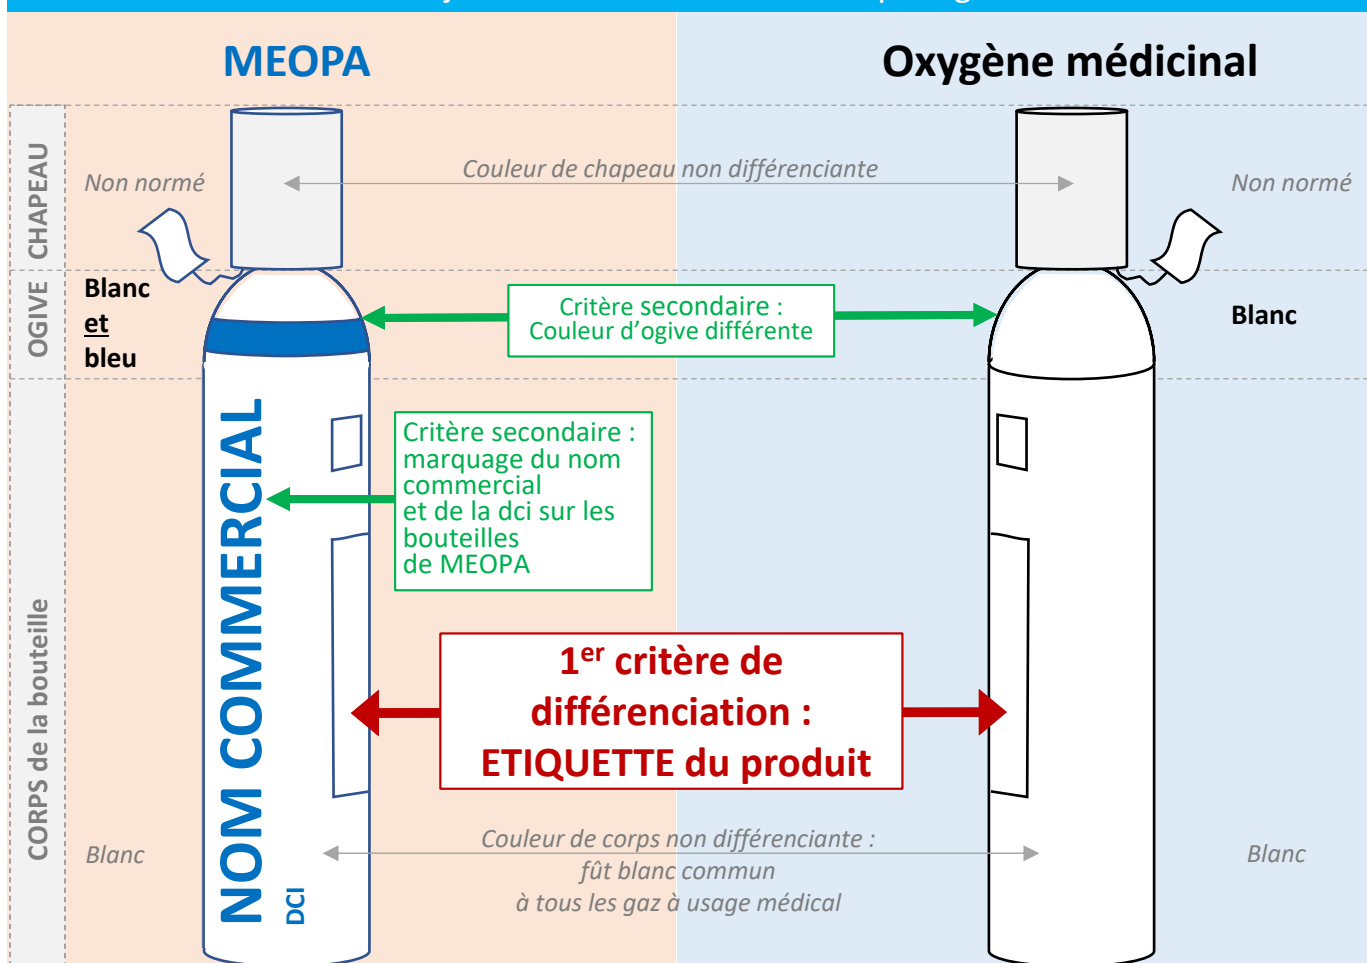 MEOPA
Oxygène médicinal
CHAPEAU
Non normé
Couleur de chapeau non différenciante
Non normé
OGIVE
Blanc
et
bleu
Critère secondaire :
Couleur d'ogive différente
Blanc
CORPS de la bouteille
NOM COMMERCIAL
DCI
Critère secondaire :
marquage du nom
commercial
et de la dci sur les
bouteilles
de MEOPA
1er critère de
différenciation :
ETIQUETTE du produit
Blanc
Couleur de corps non différenciante :
fût blanc commun
à tous les gaz à usage médical
Blanc